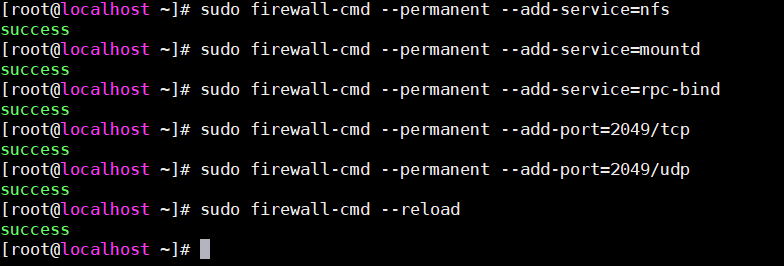 [root@localhost ~]# sudo firewall-cmd --permanent --add-service=nfs
success
[root@localhost ~]# sudo firewall-cmd --permanent --add-service=mountd
success
[root@localhost ~]# sudo firewall-cmd --permanent --add-service=rpc-bind
success
[root@localhost ~]# sudo firewall-cmd --permanent --add-port=2049/tcp
success
[root@localhost ~]# sudo firewall-cmd --permanent --add-port=2049/udp
success
[root@localhost ~]# sudo firewall-cmd --reload
success
[root@localhost ~]#